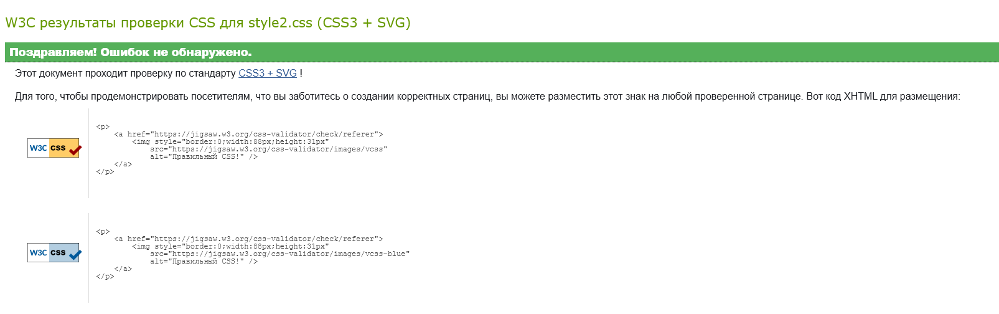 W3C результаты проверки CSS для style2.css (CSS3 + SVG)
Поздравляем! Ошибок не обнаружено.
Этот документ проходит проверку по стандарту CSS3 + SVG !
Для того, чтобы продемонстрировать посетителям, что вы заботитесь о создании корректных страниц, вы можете разместить этот знак на любой проверенной странице. Вот код XHTML для размещения:
W3C css
<p>
    <a href="https://jigsaw.w3.org/css-validator/check/referer">
        <img style="border:0;width:88px;height:31px"
            src="https://jigsaw.w3.org/css-validator/images/vcss"
            alt="Правильный CSS!" />
    </a>
</p>
W3C css
<p>
    <a href="https://jigsaw.w3.org/css-validator/check/referer">
        <img style="border:0;width:88px;height:31px"
            src="https://jigsaw.w3.org/css-validator/images/vcss-blue"
            alt="Правильный CSS!" />
    </a>
</p>